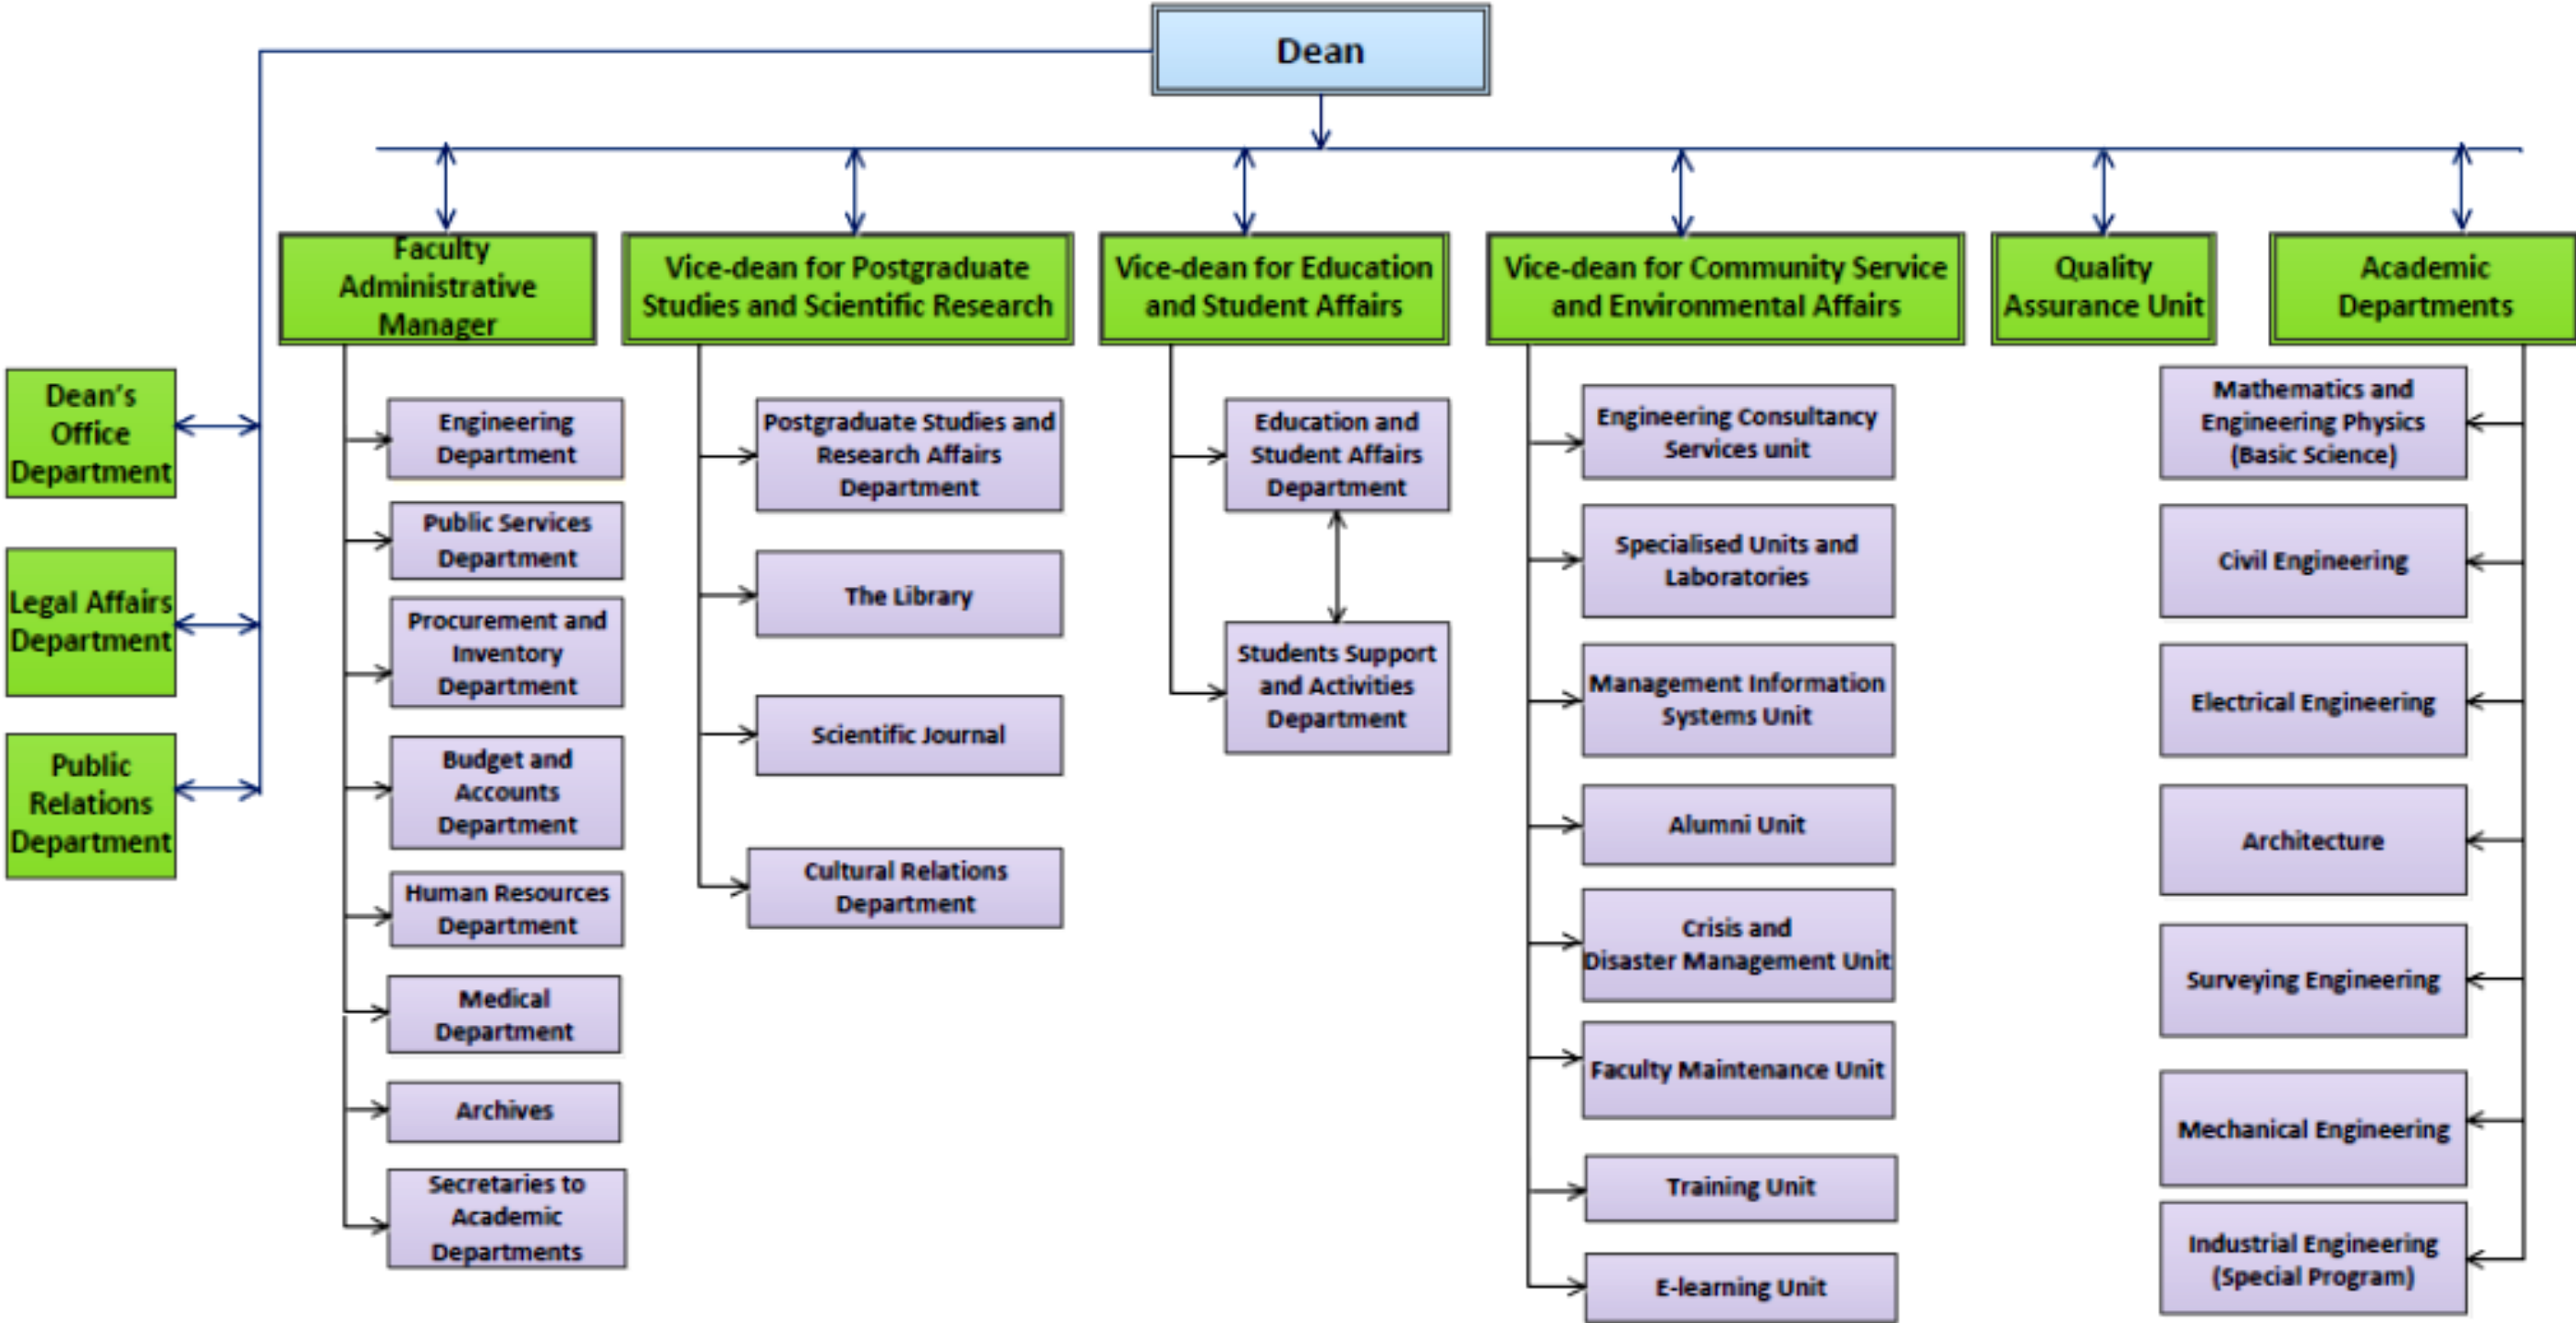 Dean
Faculty
Administrative
Manager
Vice-dean for Postgraduate
Studies and Scientific Research
Vice-dean for Education
and Student Affairs
Vice-dean for Community Service
and Environmental Affairs
Quality
Assurance Unit
Academic
Departments
Dean's
Office
Department
Legal Affairs
Department
Public
Relations
Department
Engineering
Department
Public Services
Department
Procurement and
Inventory
Department
Budget and
Accounts
Department
Human Resources
Department
Medical
Department
Archives
Secretaries to
Academic
Departments
Postgraduate Studies and
Research Affairs
Department
The Library
Scientific Journal
Cultural Relations
Department
Education and
Student Affairs
Department
Students Support
and Activities
Department
Engineering Consultancy
Services unit
Specialised Units and
Laboratories
Management Information
Systems Unit
Alumni Unit
Crisis and
Disaster Management Unit
Faculty Maintenance Unit
Training Unit
E-learning Unit
Mathematics and
Engineering Physics
(Basic Science)
Civil Engineering
Electrical Engineering
Architecture
Surveying Engineering
Mechanical Engineering
Industrial Engineering
(Special Program)